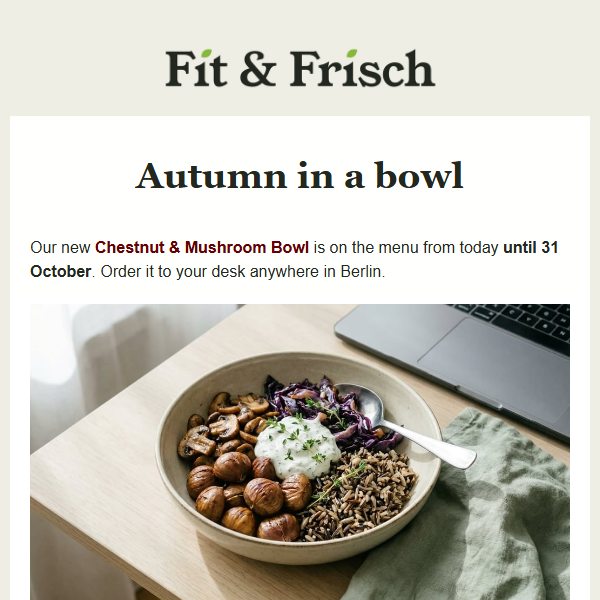 Fit & Frisch
Autumn in a bowl
Our new Chestnut & Mushroom Bowl is on the menu from today until 31
October. Order it to your desk anywhere in Berlin.